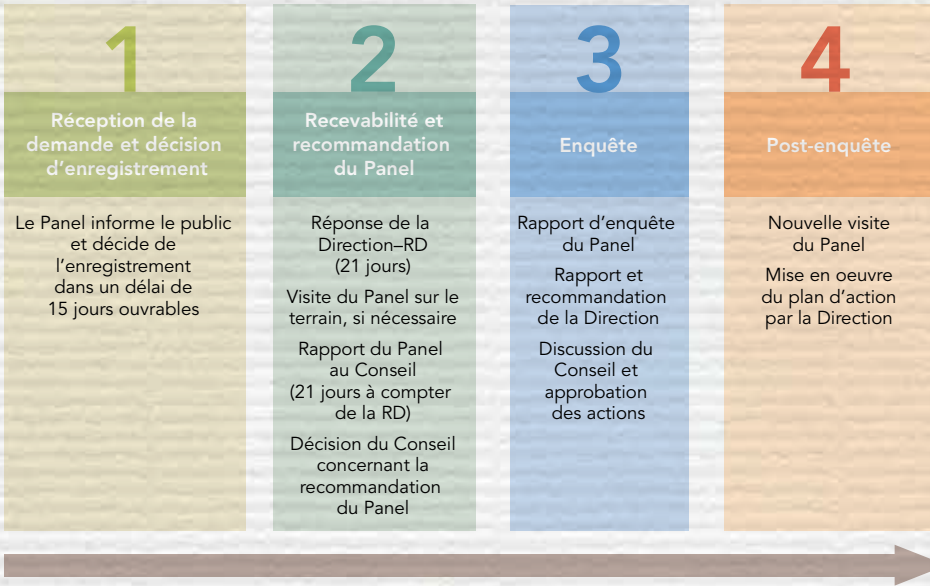 1
Réception de la
demande et décision
d'enregistrement
Le Panel informe le public
et décide de
l'enregistrement
dans un délai de
15 jours ouvrables
2
Recevabilité et
recommandation
du Panel
Réponse de la
Direction–RD
(21 jours)
Visite du Panel sur le
terrain, si nécessaire
Rapport du Panel
au Conseil
(21 jours à compter
de la RD)
Décision du Conseil
concernant la
recommandation
du Panel
3
Enquête
Rapport d'enquête
du Panel
Rapport et
recommandation
de la Direction
Discussion du
Conseil et
approbation
des actions
4
Post-enquête
Nouvelle visite
du Panel
Mise en oeuvre
du plan d'action
par la Direction